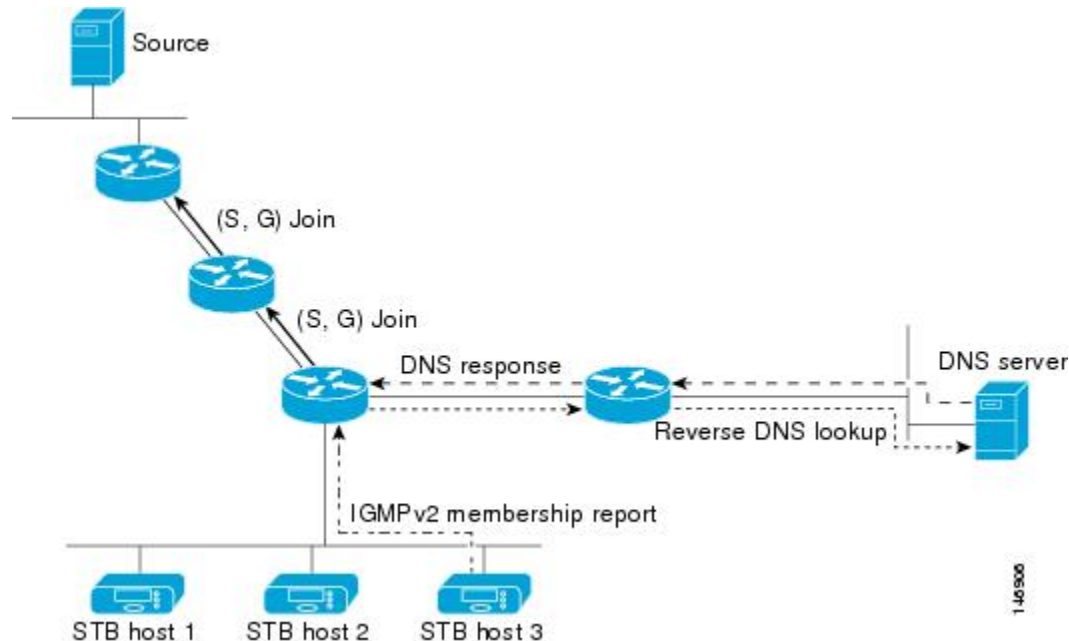 Source
(S, G) Join
(S, G) Join
DNS response
DNS server
Reverse DNS lookup
IGMPv2 membership report
STB host 1
STB host 2
STB host 3
146906